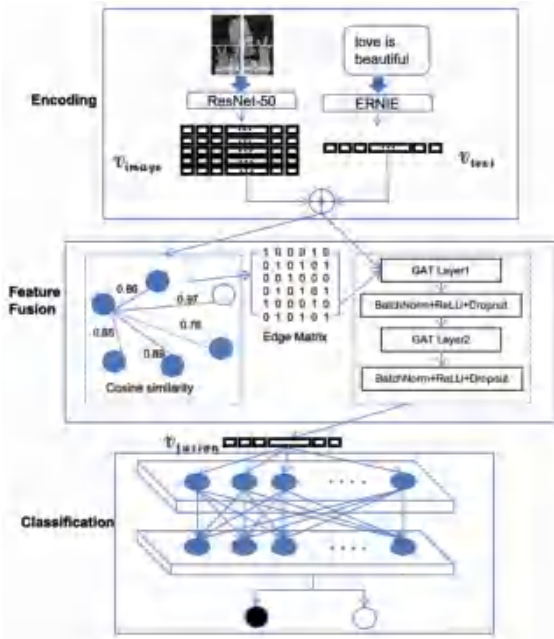 love is
beautiful
Encoding
ResNet-50
ERNIE
v_image
v_text
Feature
Fusion
0.86
0.97
0.78
0.85
0.89
Cosine similarity
1 0 0 0 1 0
0 1 0 1 0 1
0 0 1 0 0 0
0 1 0 1 0 1
1 0 0 0 1 0
0 1 0 1 0 1
Edge Matrix
GAT Layer1
BatchNorm+ReLU+Dropout
GAT Layer2
BatchNorm+ReLU+Dropout
v_fusion
Classification